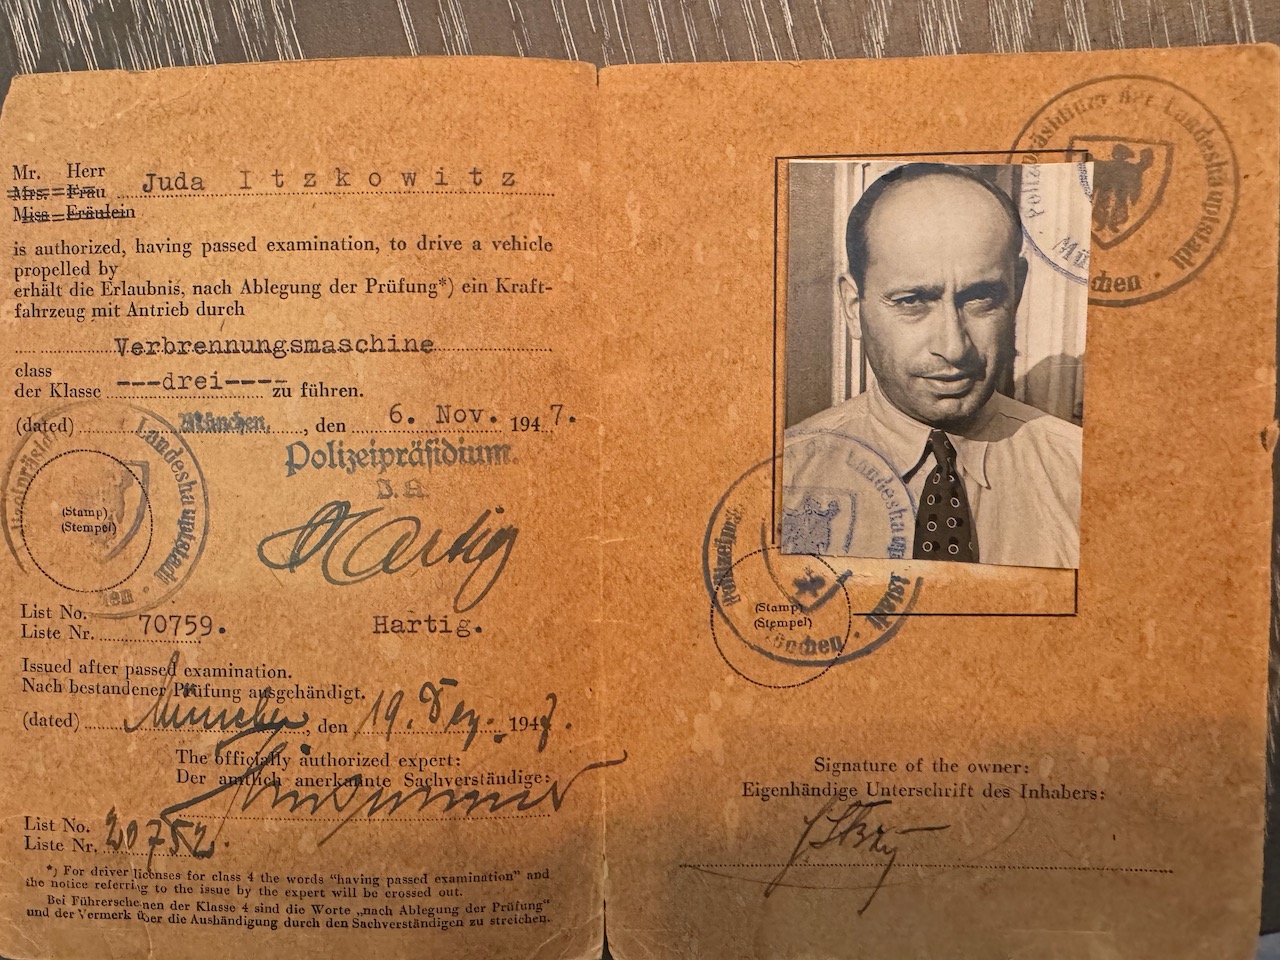 Mr. Herr
Mrs. Frau Juda Itzkowitz
Miss Fräulein
is authorized, having passed examination, to drive a vehicle
propelled by
erhält die Erlaubnis, nach Ablegung der Prüfung*) ein Kraft-
fahrzeug mit Antrieb durch
Verbrennungsmaschine
class
der Klasse ---drei---- zu führen.
(dated) München, , den 6. Nov. 1947.
Polizeipräsidium
Landeshauptstadt
(Stamp)
(Stempel)
Hartig
List No.
Liste Nr. 70759. Hartig.
Issued after passed examination.
Nach bestandener Prüfung ausgehändigt.
(dated) München, den 19. Dez. 1947.
The officially authorized expert:
Der amtlich anerkannte Sachverständige:
List No.
Liste Nr. 20752.
*) For driver licenses for class 4 the words "having passed examination" and
the notice referring to the issue by the expert will be crossed out.
Bei Führerscheinen der Klasse 4 sind die Worte „nach Ablegung der Prüfung"
und der Vermerk über die Aushändigung durch den Sachverständigen zu streichen.
Polizeipräsidium der Landeshauptstadt
München
(Stamp)
(Stempel)
Signature of the owner:
Eigenhändige Unterschrift des Inhabers: